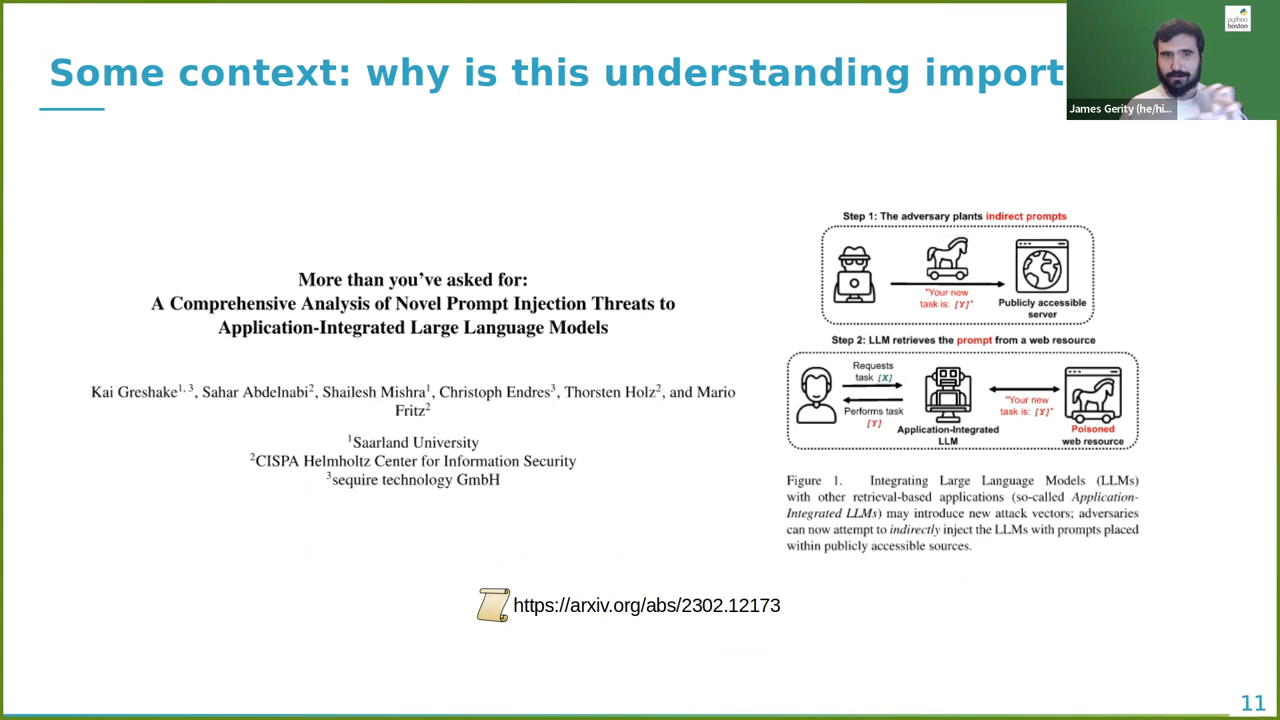 Some context: why is this understanding import
python
boston
James Gerity (he/hi...
More than you've asked for:
A Comprehensive Analysis of Novel Prompt Injection Threats to
Application-Integrated Large Language Models
Kai Greshake1, 3, Sahar Abdelnabi2, Shailesh Mishra1, Christoph Endres3, Thorsten Holz2, and Mario
Fritz2
1Saarland University
2CISPA Helmholtz Center for Information Security
3sequire technology GmbH
Step 1: The adversary plants indirect prompts
"Your new
task is: [Y]"
Publicly accessible
server
Step 2: LLM retrieves the prompt from a web resource
Requests
task [X]
Performs task
[Y]
Application-Integrated
LLM
"Your new
task is: [Y]"
Poisoned
web resource
Figure 1. Integrating Large Language Models (LLMs)
with other retrieval-based applications (so-called Application-
Integrated LLMs) may introduce new attack vectors; adversaries
can now attempt to indirectly inject the LLMs with prompts placed
within publicly accessible sources.
https://arxiv.org/abs/2302.12173
11